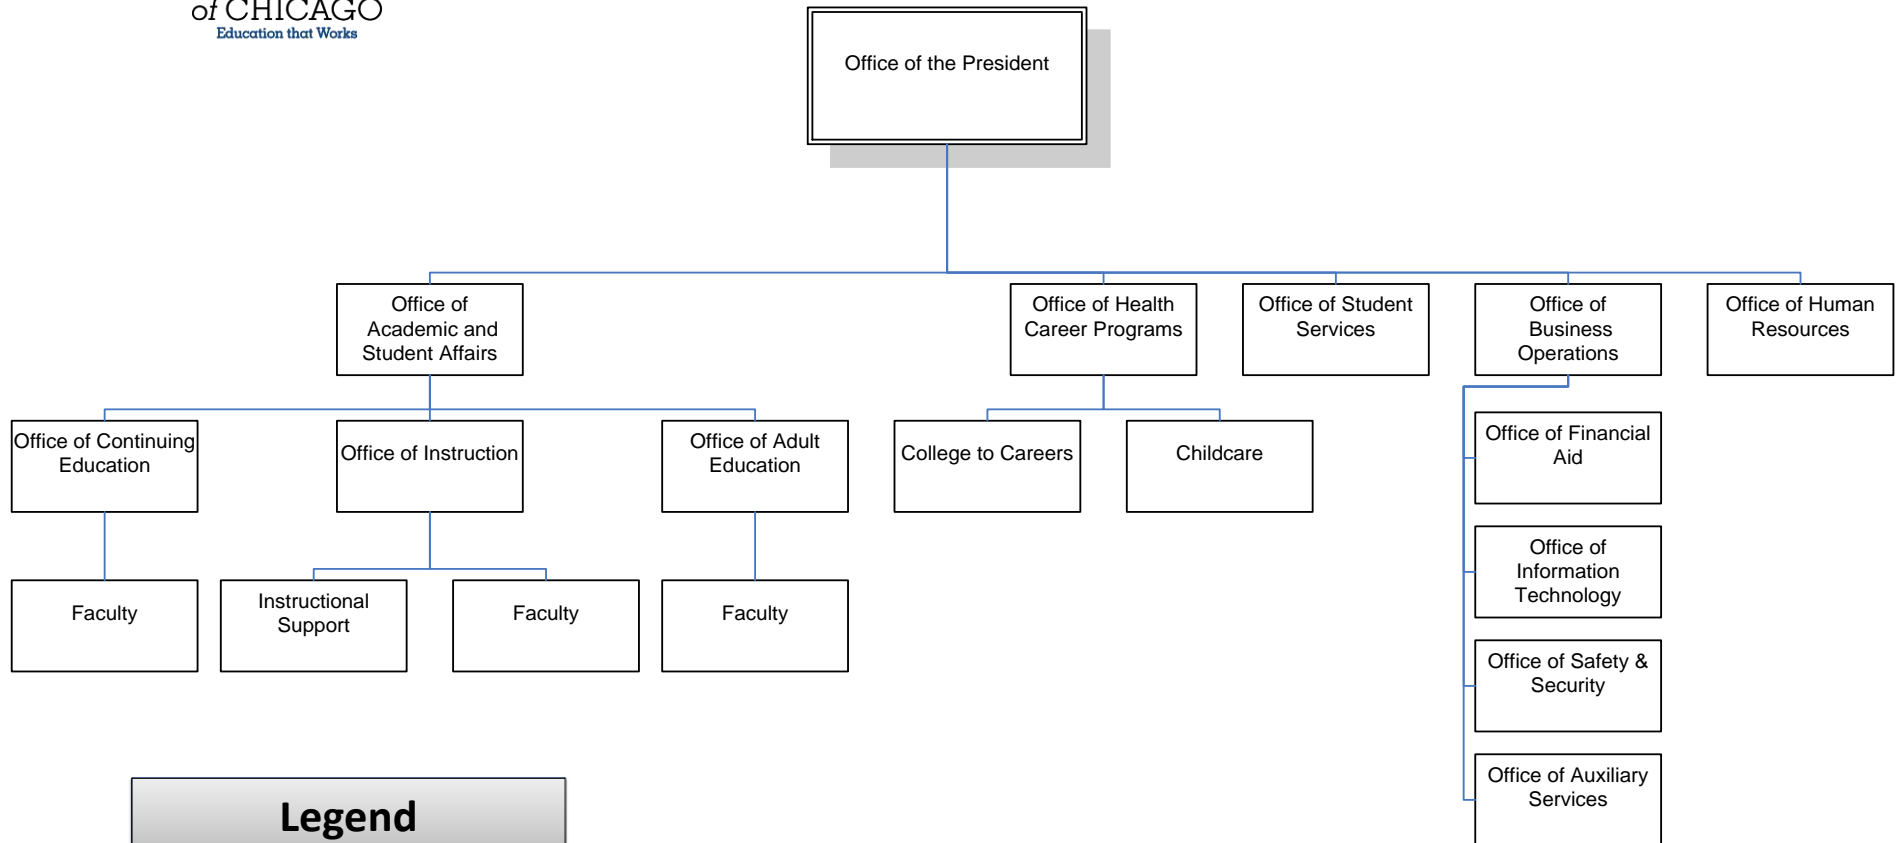 of CHICAGO
Education that Works
Office of the President
Office of
Academic and
Student Affairs
Office of Health
Career Programs
Office of Student
Services
Office of
Business
Operations
Office of Human
Resources
Office of Continuing
Education
Office of Instruction
Office of Adult
Education
College to Careers
Childcare
Office of Financial
Aid
Office of
Information
Technology
Faculty
Instructional
Support
Faculty
Faculty
Office of Safety &
Security
Office of Auxiliary
Services
Legend